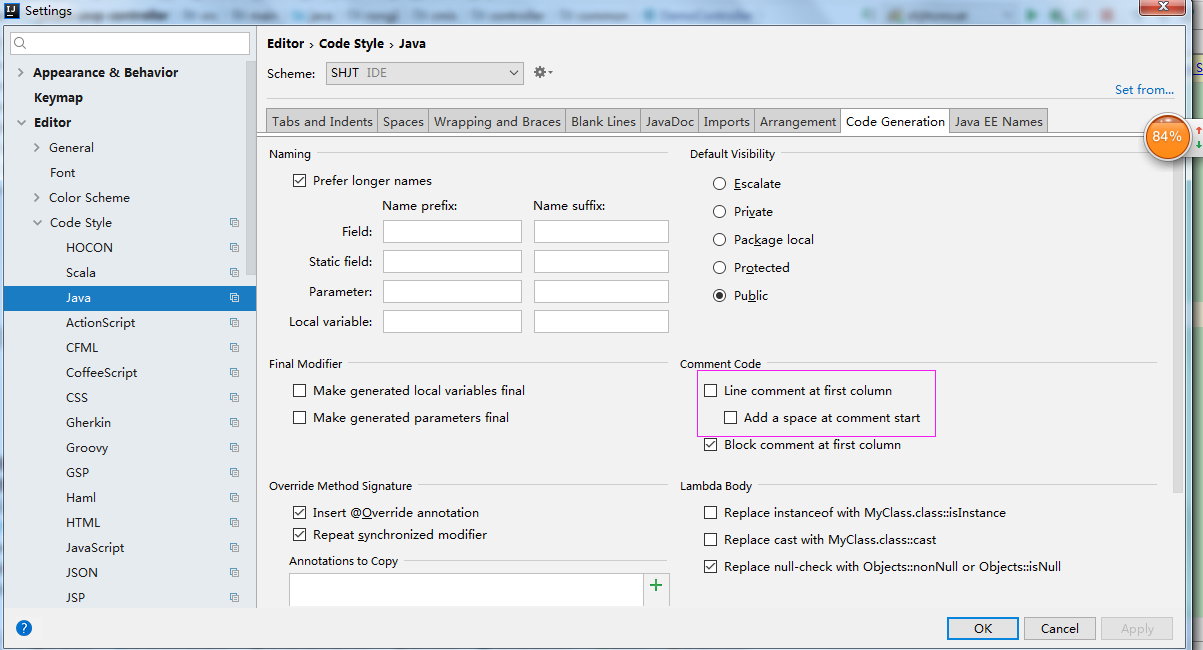 Settings
Appearance & Behavior
Keymap
Editor
General
Font
Color Scheme
Code Style
HOCON
Scala
Java
ActionScript
CFML
CoffeeScript
CSS
Gherkin
Groovy
GSP
Haml
HTML
JavaScript
JSON
JSP
Editor › Code Style › Java
Scheme: SHJT IDE
Set from...
Tabs and Indents Spaces Wrapping and Braces Blank Lines JavaDoc Imports Arrangement Code Generation Java EE Names
84%
Naming
Prefer longer names
Name prefix: Name suffix:
Field:
Static field:
Parameter:
Local variable:
Default Visibility
Escalate
Private
Package local
Protected
Public
Final Modifier
Make generated local variables final
Make generated parameters final
Comment Code
Line comment at first column
Add a space at comment start
Block comment at first column
Override Method Signature
Insert @Override annotation
Repeat synchronized modifier
Annotations to Copy
Lambda Body
Replace instanceof with MyClass.class::isInstance
Replace cast with MyClass.class::cast
Replace null-check with Objects::nonNull or Objects::isNull
OK Cancel Apply